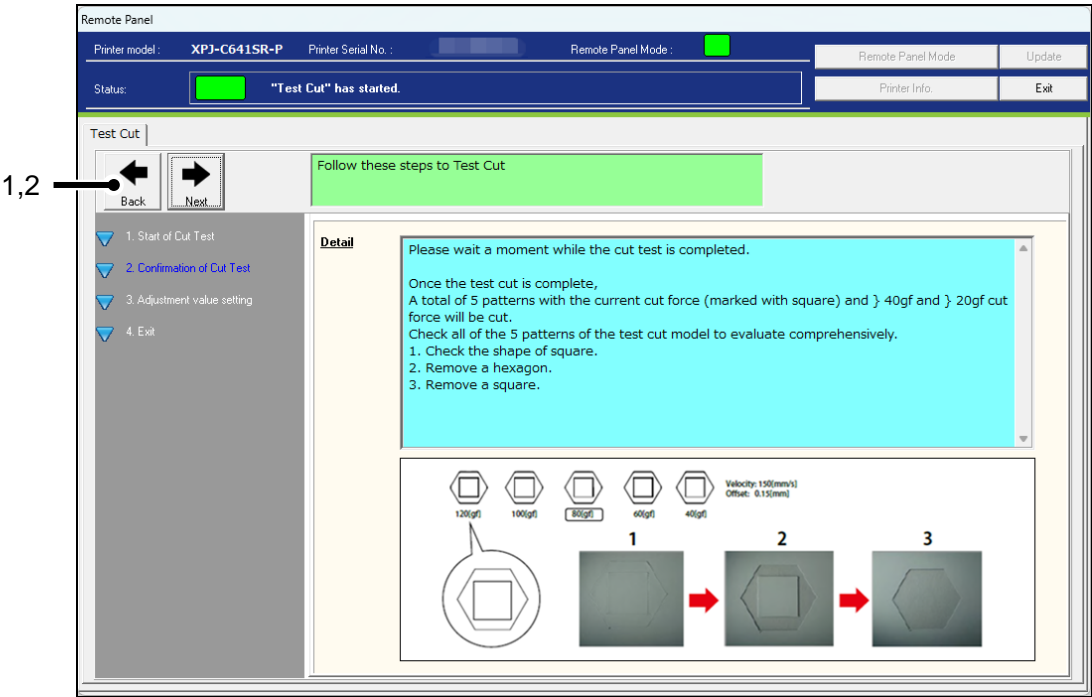 Remote Panel
Printer model : XPJ-C641SR-P Printer Serial No. : Remote Panel Mode :
Remote Panel Mode Update
Status: "Test Cut" has started.
Printer Info. Exit
Test Cut
Follow these steps to Test Cut
1,2
Back Next
1. Start of Cut Test
2. Confirmation of Cut Test
3. Adjustment value setting
4. Exit
Detail
Please wait a moment while the cut test is completed.
Once the test cut is complete,
A total of 5 patterns with the current cut force (marked with square) and } 40gf and } 20gf cut
force will be cut.
Check all of the 5 patterns of the test cut model to evaluate comprehensively.
1. Check the shape of square.
2. Remove a hexagon.
3. Remove a square.
Velocity: 150[mm/s]
Offset: 0.15[mm]
120[gf] 100[gf] 80[gf] 60[gf] 40[gf]
1 2 3